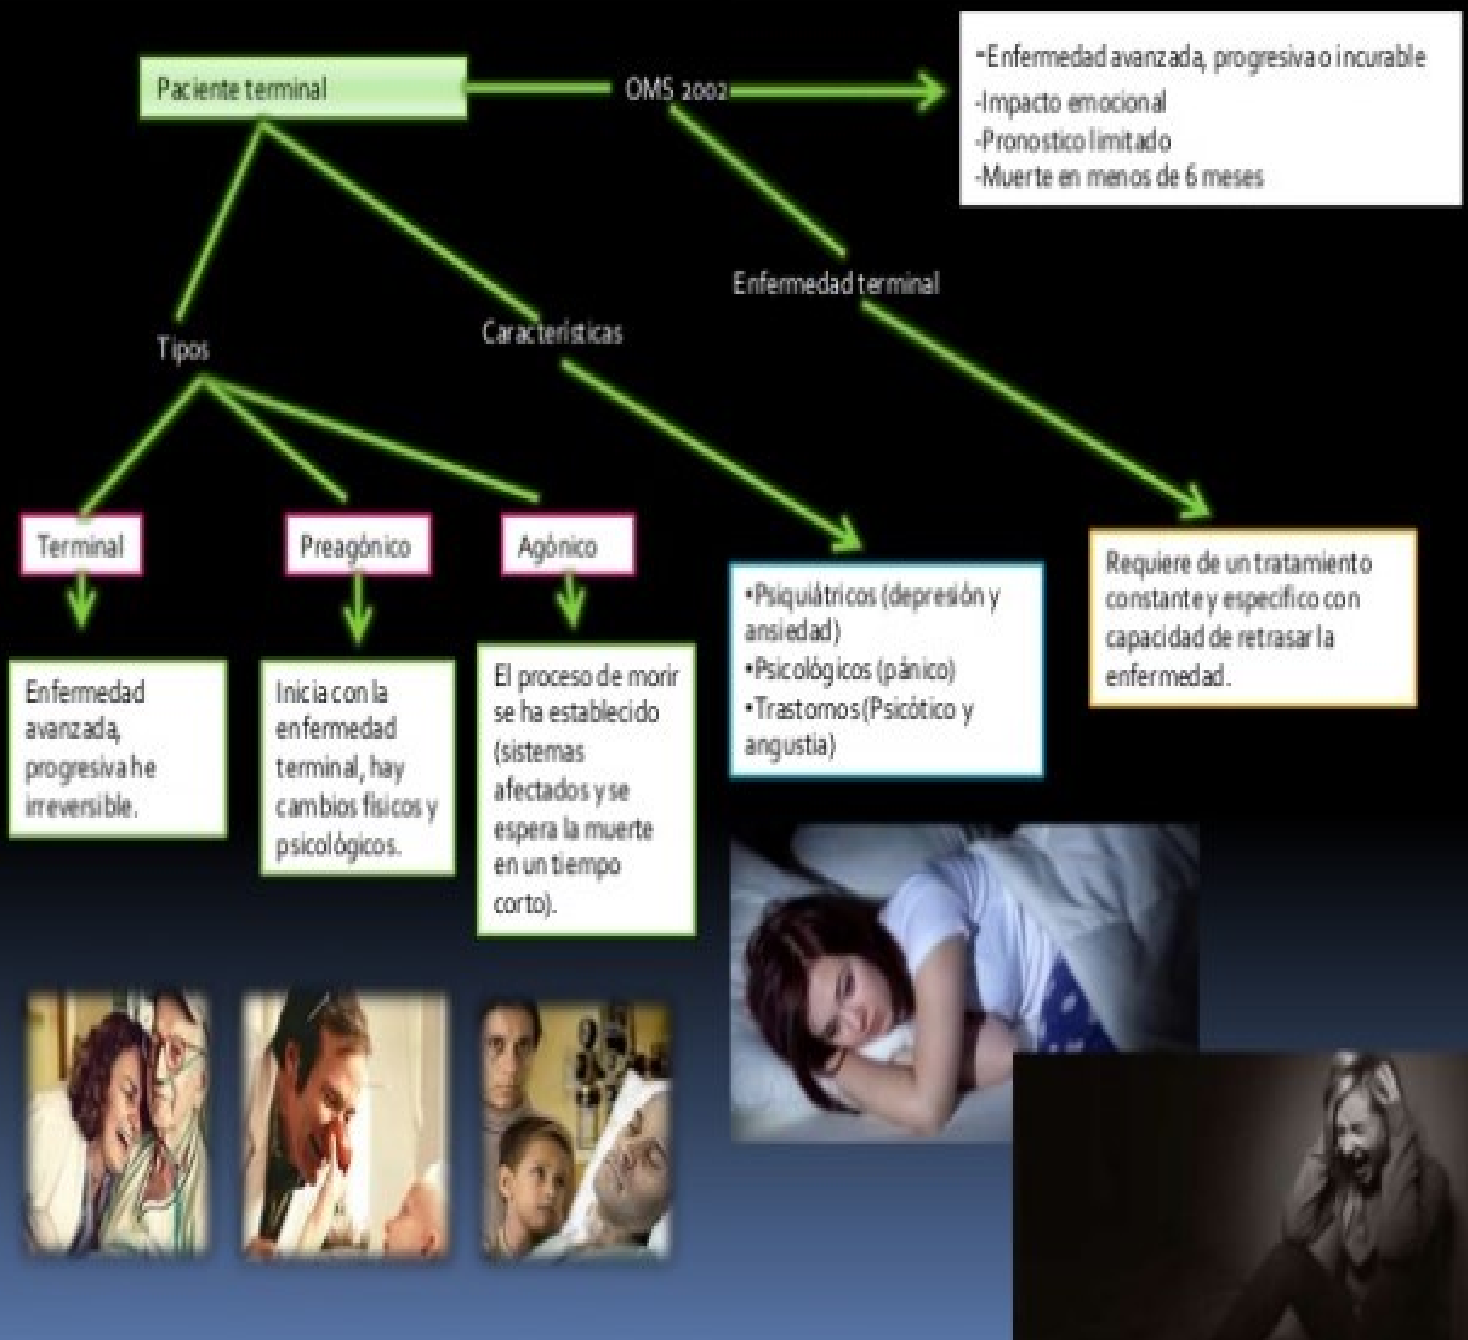 Paciente terminal
OMS 2002
-Enfermedad avanzada, progresiva o incurable
-Impacto emocional
-Pronostico limitado
-Muerte en menos de 6 meses
Enfermedad terminal
Tipos
Características
Terminal
Preagónico
Agónico
Enfermedad
avanzada,
progresiva he
irreversible.
Inicia con la
enfermedad
terminal, hay
cambios físicos y
psicológicos.
El proceso de morir
se ha establecido
(sistemas
afectados y se
espera la muerte
en un tiempo
corto).
•Psiquiátricos (depresión y
ansiedad)
•Psicológicos (pánico)
•Trastornos (Psicótico y
angustia)
Requiere de un tratamiento
constante y especifico con
capacidad de retrasar la
enfermedad.